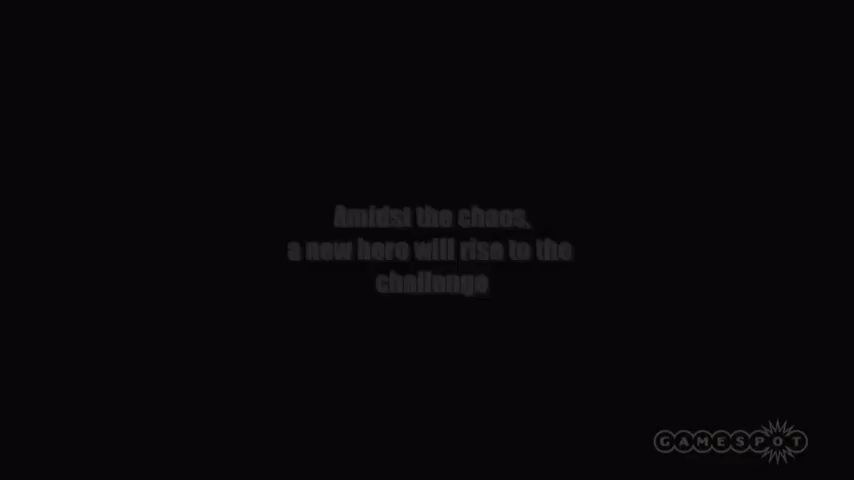 Amidst the chaos,
a new hero will rise to the
challenge
GAMESPOT